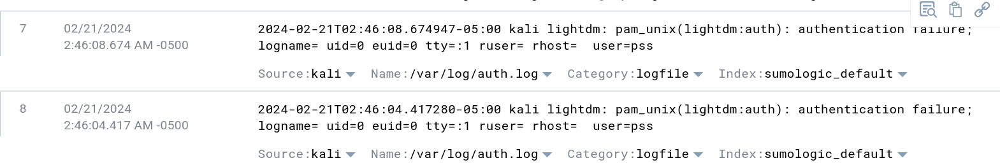 7 02/21/2024 2024-02-21T02:46:08.674947-05:00 kali lightdm: pam_unix(lightdm:auth): authentication failure;
2:46:08.674 AM -0500 logname= uid=0 euid=0 tty=:1 ruser= rhost=  user=pss
Source:kali Name:/var/log/auth.log Category:logfile Index:sumologic_default
8 02/21/2024 2024-02-21T02:46:04.417280-05:00 kali lightdm: pam_unix(lightdm:auth): authentication failure;
2:46:04.417 AM -0500 logname= uid=0 euid=0 tty=:1 ruser= rhost=  user=pss
Source:kali Name:/var/log/auth.log Category:logfile Index:sumologic_default